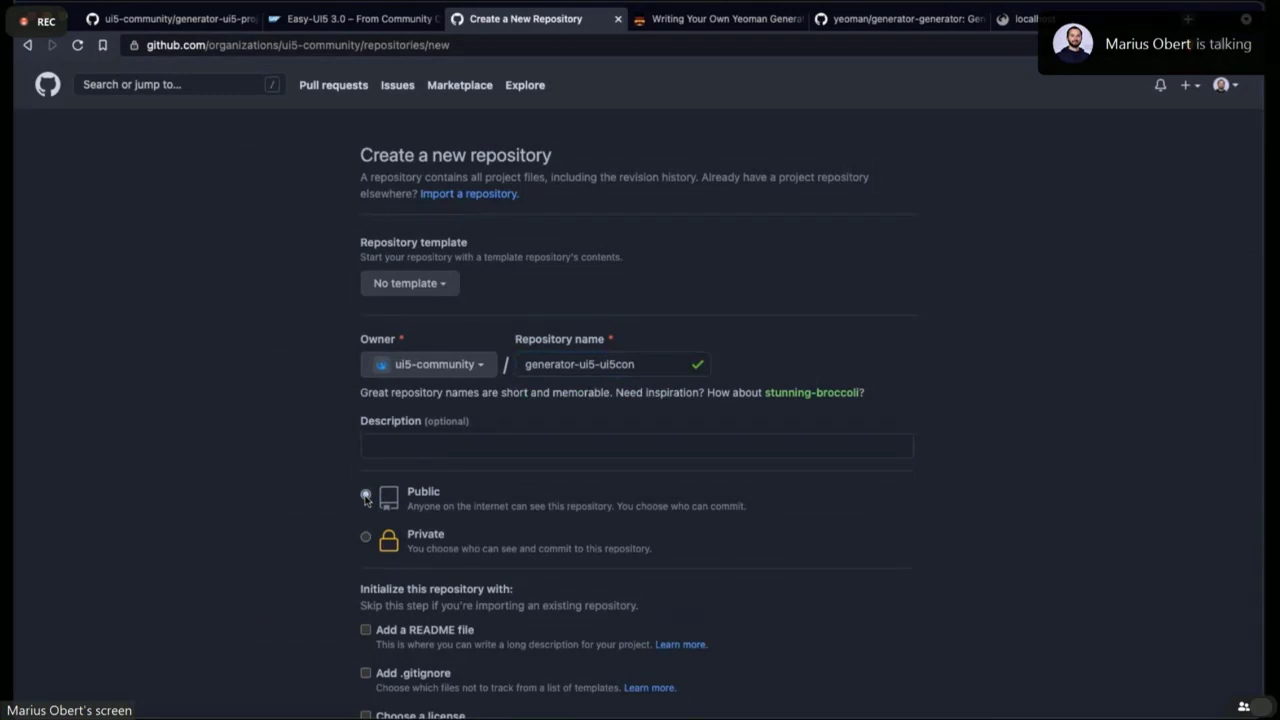 REC
ui5-community/generator-ui5-proj
Easy-UI5 3.0 – From Community C
Create a New Repository
Writing Your Own Yeoman Generat
yeoman/generator-generator: Gen
localhost
github.com/organizations/ui5-community/repositories/new
Marius Obert is talking
Search or jump to...
/
Pull requests
Issues
Marketplace
Explore
Create a new repository
A repository contains all project files, including the revision history. Already have a project repository
elsewhere? Import a repository.
Repository template
Start your repository with a template repository's contents.
No template
Owner *
Repository name *
ui5-community
/
generator-ui5-ui5con
Great repository names are short and memorable. Need inspiration? How about stunning-broccoli?
Description (optional)
Public
Anyone on the internet can see this repository. You choose who can commit.
Private
You choose who can see and commit to this repository.
Initialize this repository with:
Skip this step if you're importing an existing repository.
Add a README file
This is where you can write a long description for your project. Learn more.
Add .gitignore
Choose which files not to track from a list of templates. Learn more.
Choose a license
Marius Obert's screen